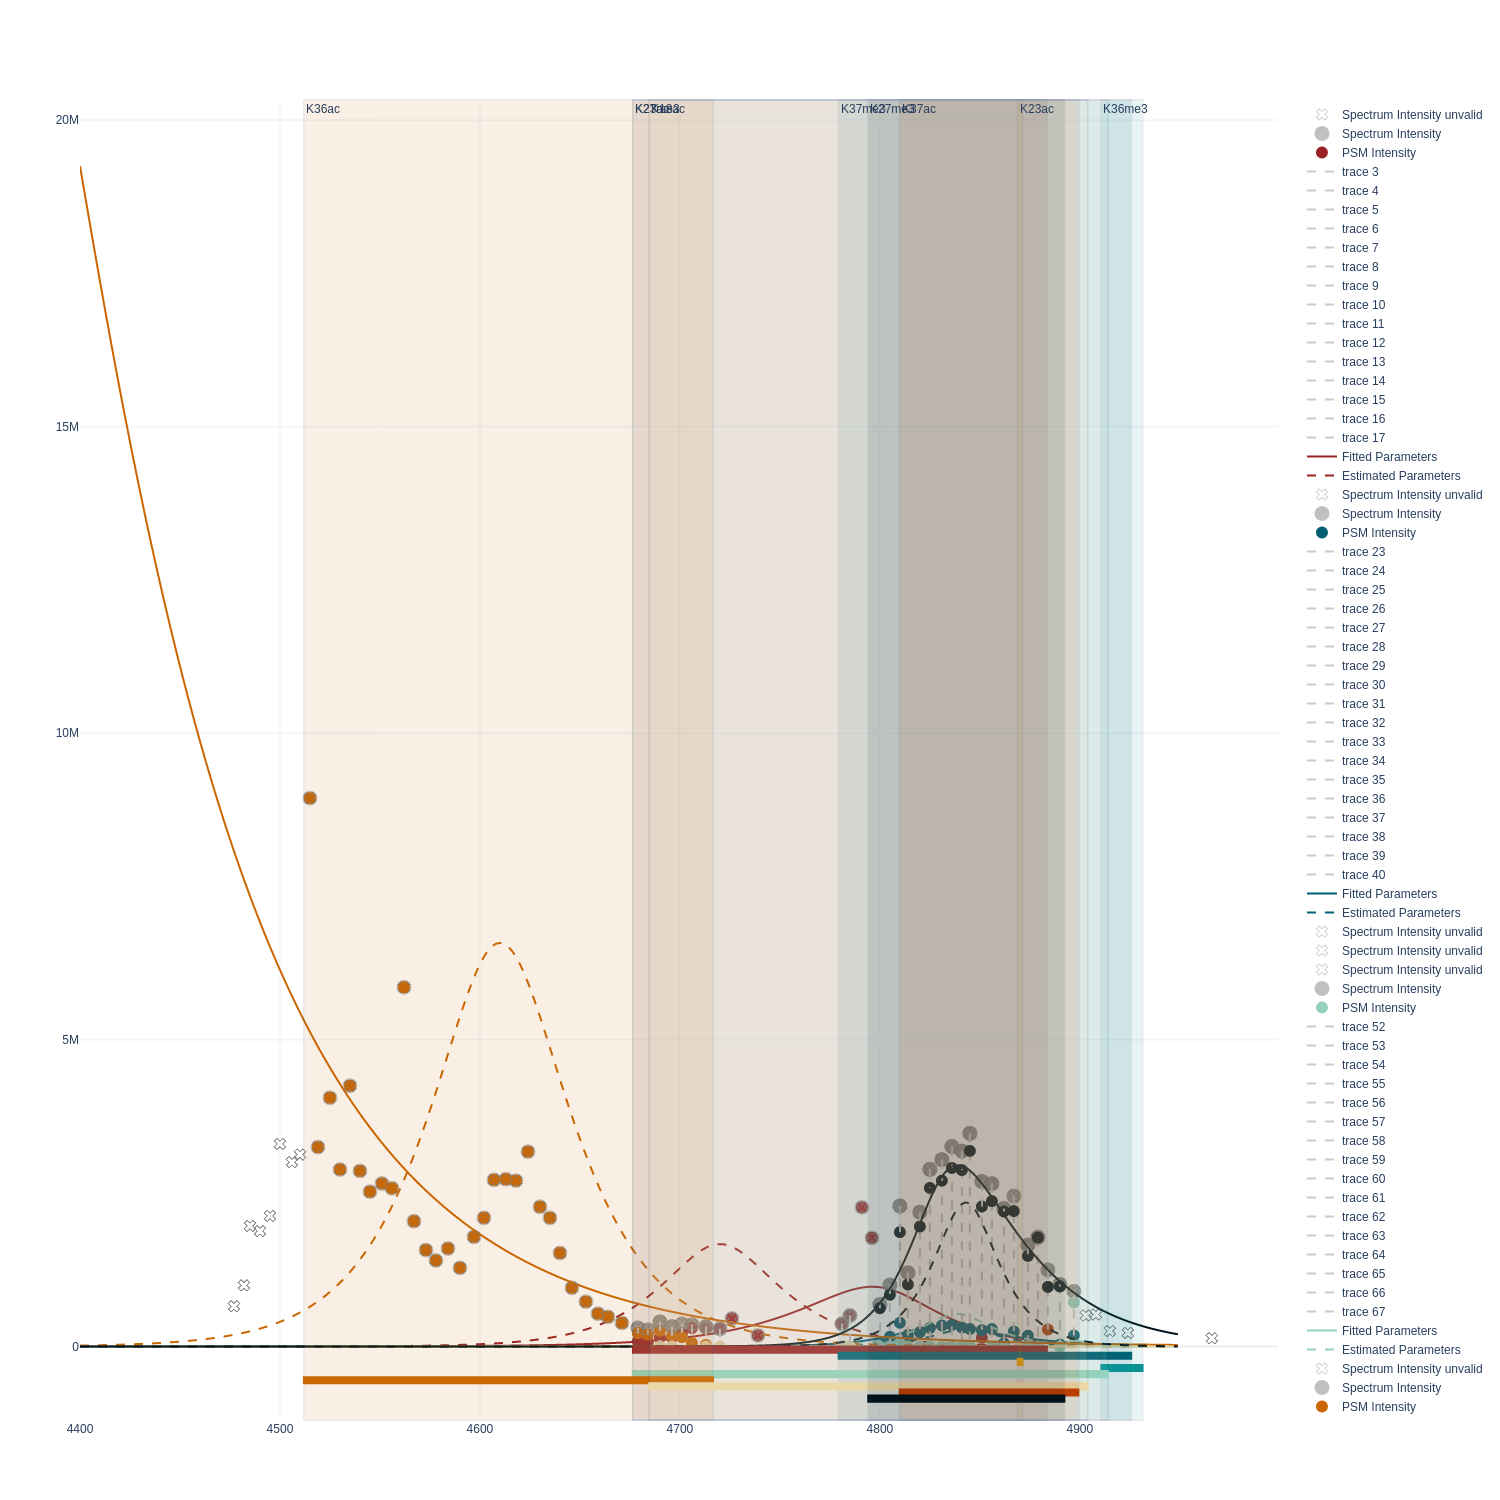 K36ac
K37me2
K37me3
K37ac
K23ac
K36me3
20M
15M
10M
5M
0
4400
4500
4600
4700
4800
4900
Spectrum Intensity unvalid
Spectrum Intensity
PSM Intensity
trace 3
trace 4
trace 5
trace 6
trace 7
trace 8
trace 9
trace 10
trace 11
trace 12
trace 13
trace 14
trace 15
trace 16
trace 17
Fitted Parameters
Estimated Parameters
Spectrum Intensity unvalid
Spectrum Intensity
PSM Intensity
trace 23
trace 24
trace 25
trace 26
trace 27
trace 28
trace 29
trace 30
trace 31
trace 32
trace 33
trace 34
trace 35
trace 36
trace 37
trace 38
trace 39
trace 40
Fitted Parameters
Estimated Parameters
Spectrum Intensity unvalid
Spectrum Intensity unvalid
Spectrum Intensity unvalid
Spectrum Intensity
PSM Intensity
trace 52
trace 53
trace 54
trace 55
trace 56
trace 57
trace 58
trace 59
trace 60
trace 61
trace 62
trace 63
trace 64
trace 65
trace 66
trace 67
Fitted Parameters
Estimated Parameters
Spectrum Intensity unvalid
Spectrum Intensity
PSM Intensity